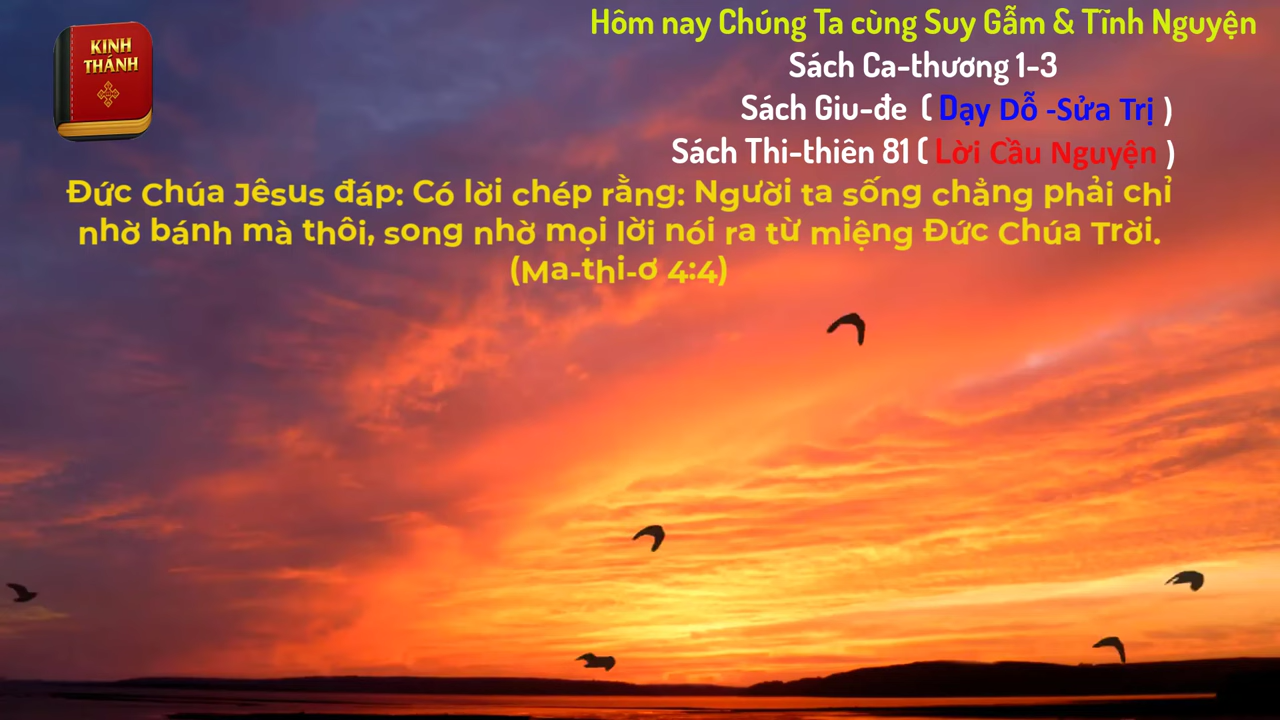 KINH
THÁNH
Hôm nay Chúng Ta cùng Suy Gẫm & Tĩnh Nguyện
Sách Ca-thương 1-3
Sách Giu-đe ( Dạy Dỗ -Sửa Trị )
Sách Thi-thiên 81 ( Lời Cầu Nguyện )
Đức Chúa Jêsus đáp: Có lời chép rằng: Người ta sống chẳng phải chỉ
nhờ bánh mà thôi, song nhờ mọi lời nói ra từ miệng Đức Chúa Trời.
(Ma-thi-ơ 4:4)